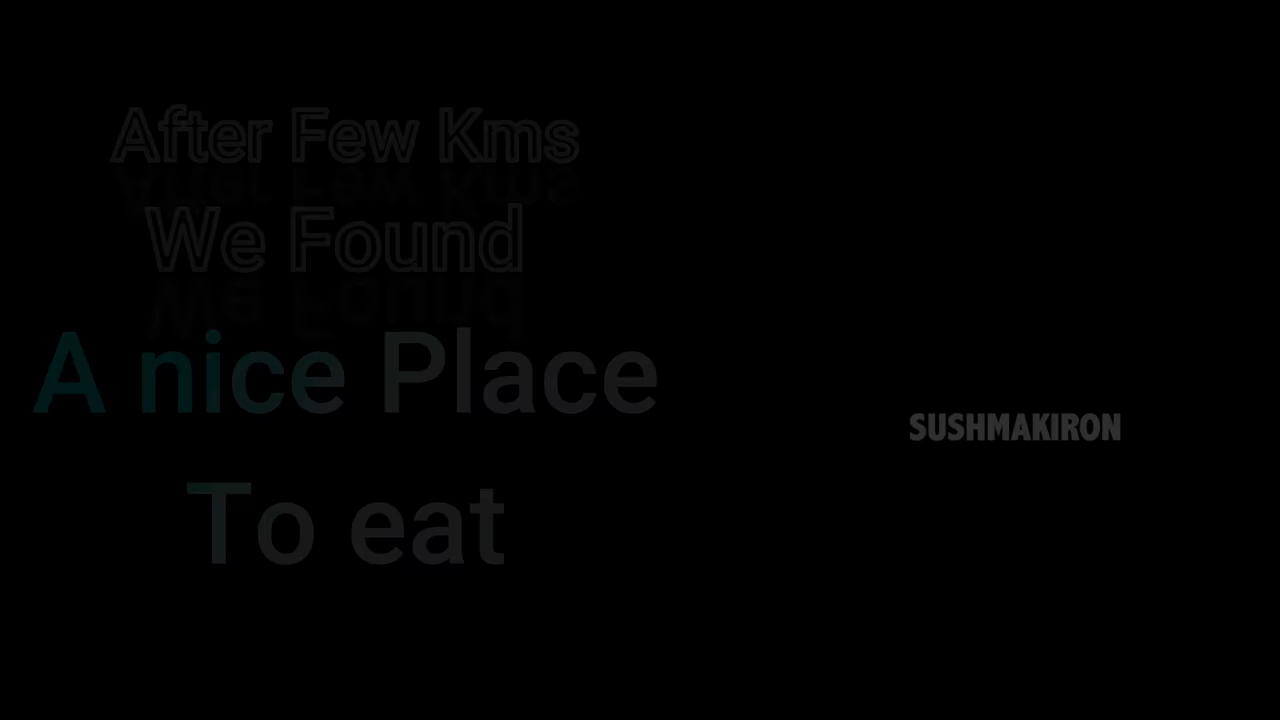 After Few Kms
We Found
A nice Place
To eat
SUSHMAKIRON